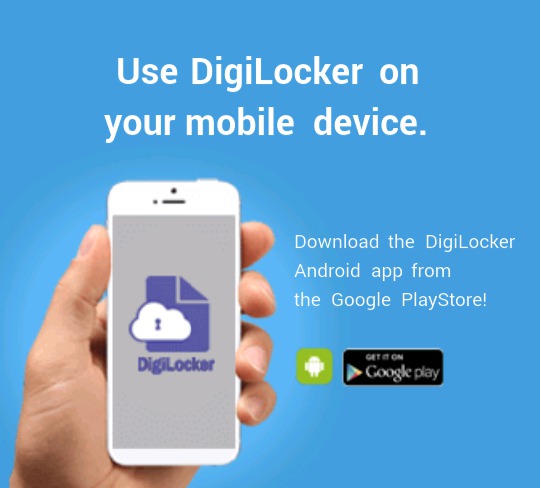 Use DigiLocker on
your mobile device.
Download the DigiLocker
Android app from
the Google PlayStore!
DigiLocker
GET IT ON
Google play